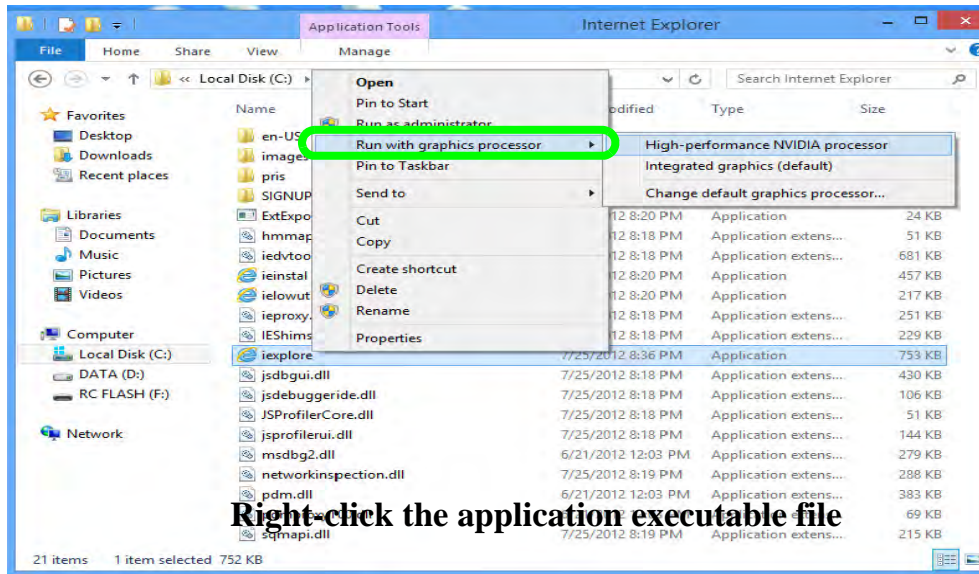 Application Tools Internet Explorer
File Home Share View Manage
« Local Disk (C:) Search Internet Explorer
Favorites
Desktop
Downloads
Recent places
Libraries
Documents
Music
Pictures
Videos
Computer
Local Disk (C:)
DATA (D:)
RC FLASH (F:)
Network
Open
Pin to Start
Run as administrator
Run with graphics processor
Pin to Taskbar
Send to
Cut
Copy
Create shortcut
Delete
Rename
Properties
High-performance NVIDIA processor
Integrated graphics (default)
Change default graphics processor...
Name Type Size
en-US
images
pris
SIGNUP
ExtExpo 12 8:20 PM Application 24 KB
hmmap 12 8:18 PM Application extens... 51 KB
iedvtoo 12 8:18 PM Application extens... 681 KB
ieinstal 12 8:20 PM Application 457 KB
ielowut 12 8:20 PM Application 217 KB
ieproxy. 12 8:18 PM Application extens... 251 KB
IEShims 12 8:18 PM Application extens... 229 KB
iexplore 7/25/2012 8:36 PM Application 753 KB
jsdbgui.dll 7/25/2012 8:18 PM Application extens... 430 KB
jsdebuggeride.dll 7/25/2012 8:18 PM Application extens... 106 KB
JSProfilerCore.dll 7/25/2012 8:18 PM Application extens... 51 KB
jsprofilerui.dll 7/25/2012 8:18 PM Application extens... 144 KB
msdbg2.dll 6/21/2012 12:03 PM Application extens... 279 KB
networkinspection.dll 7/25/2012 8:19 PM Application extens... 288 KB
pdm.dll 6/21/2012 12:03 PM Application extens... 383 KB
69 KB
sqmapi.dll 7/25/2012 8:19 PM Application extens... 215 KB
Right-click the application executable file
21 items 1 item selected 752 KB